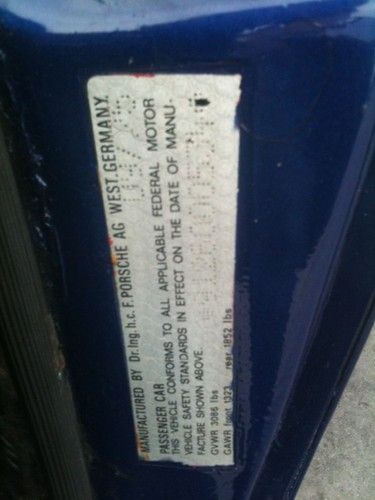 MANUFACTURED BY Dr.Ing.h.c.F.PORSCHE AG WEST.GERMANY.
PASSENGER CAR
THIS VEHICLE CONFORMS TO ALL APPLICABLE FEDERAL MOTOR
VEHICLE SAFETY STANDARDS IN EFFECT ON THE DATE OF MANU-
FACTURE SHOWN ABOVE.
GVWR 3086 lbs
GAWR front 1323 rear 1852 lbs